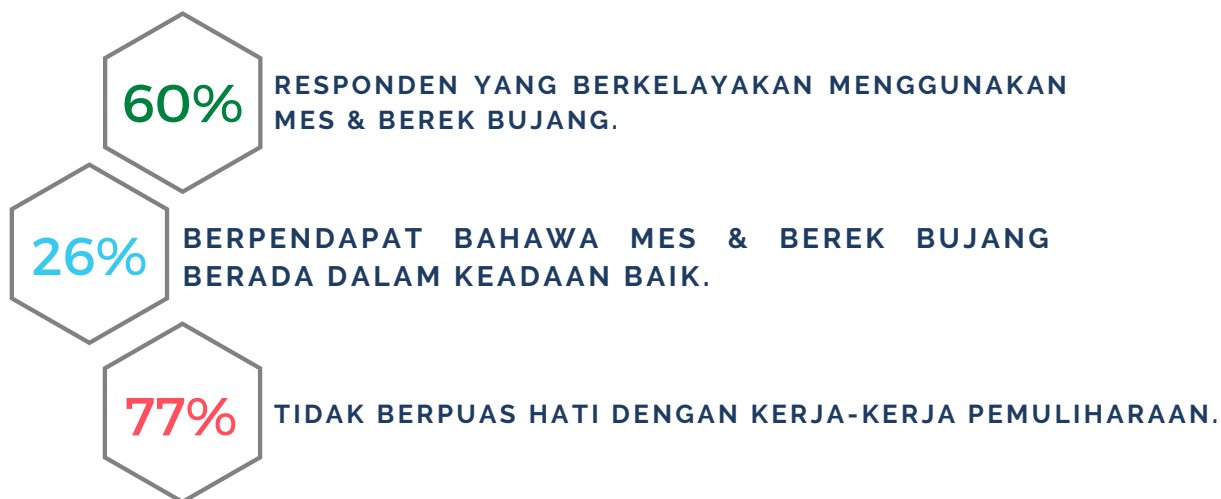 60%
RESPONDEN YANG BERKELAYAKAN MENGGUNAKAN
MES & BEREK BUJANG.
26%
BERPENDAPAT BAHAWA MES & BEREK BUJANG
BERADA DALAM KEADAAN BAIK.
77%
TIDAK BERPUAS HATI DENGAN KERJA-KERJA PEMULIHARAAN.